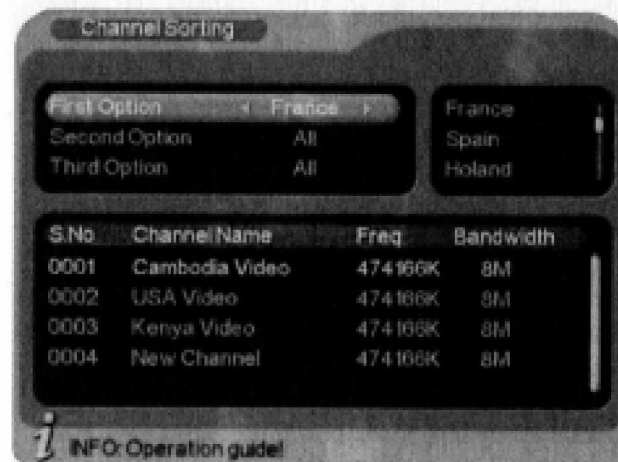 Channel Sorting
First Option France
Second Option All
Third Option All
France
Spain
Holand
S.No Channel Name Freq Bandwidth
0001 Cambodia Video 474166K 8M
0002 USA Video 474166K 8M
0003 Kenya Video 474166K 8M
0004 New Channel 474166K 8M
i INFO: Operation guide!